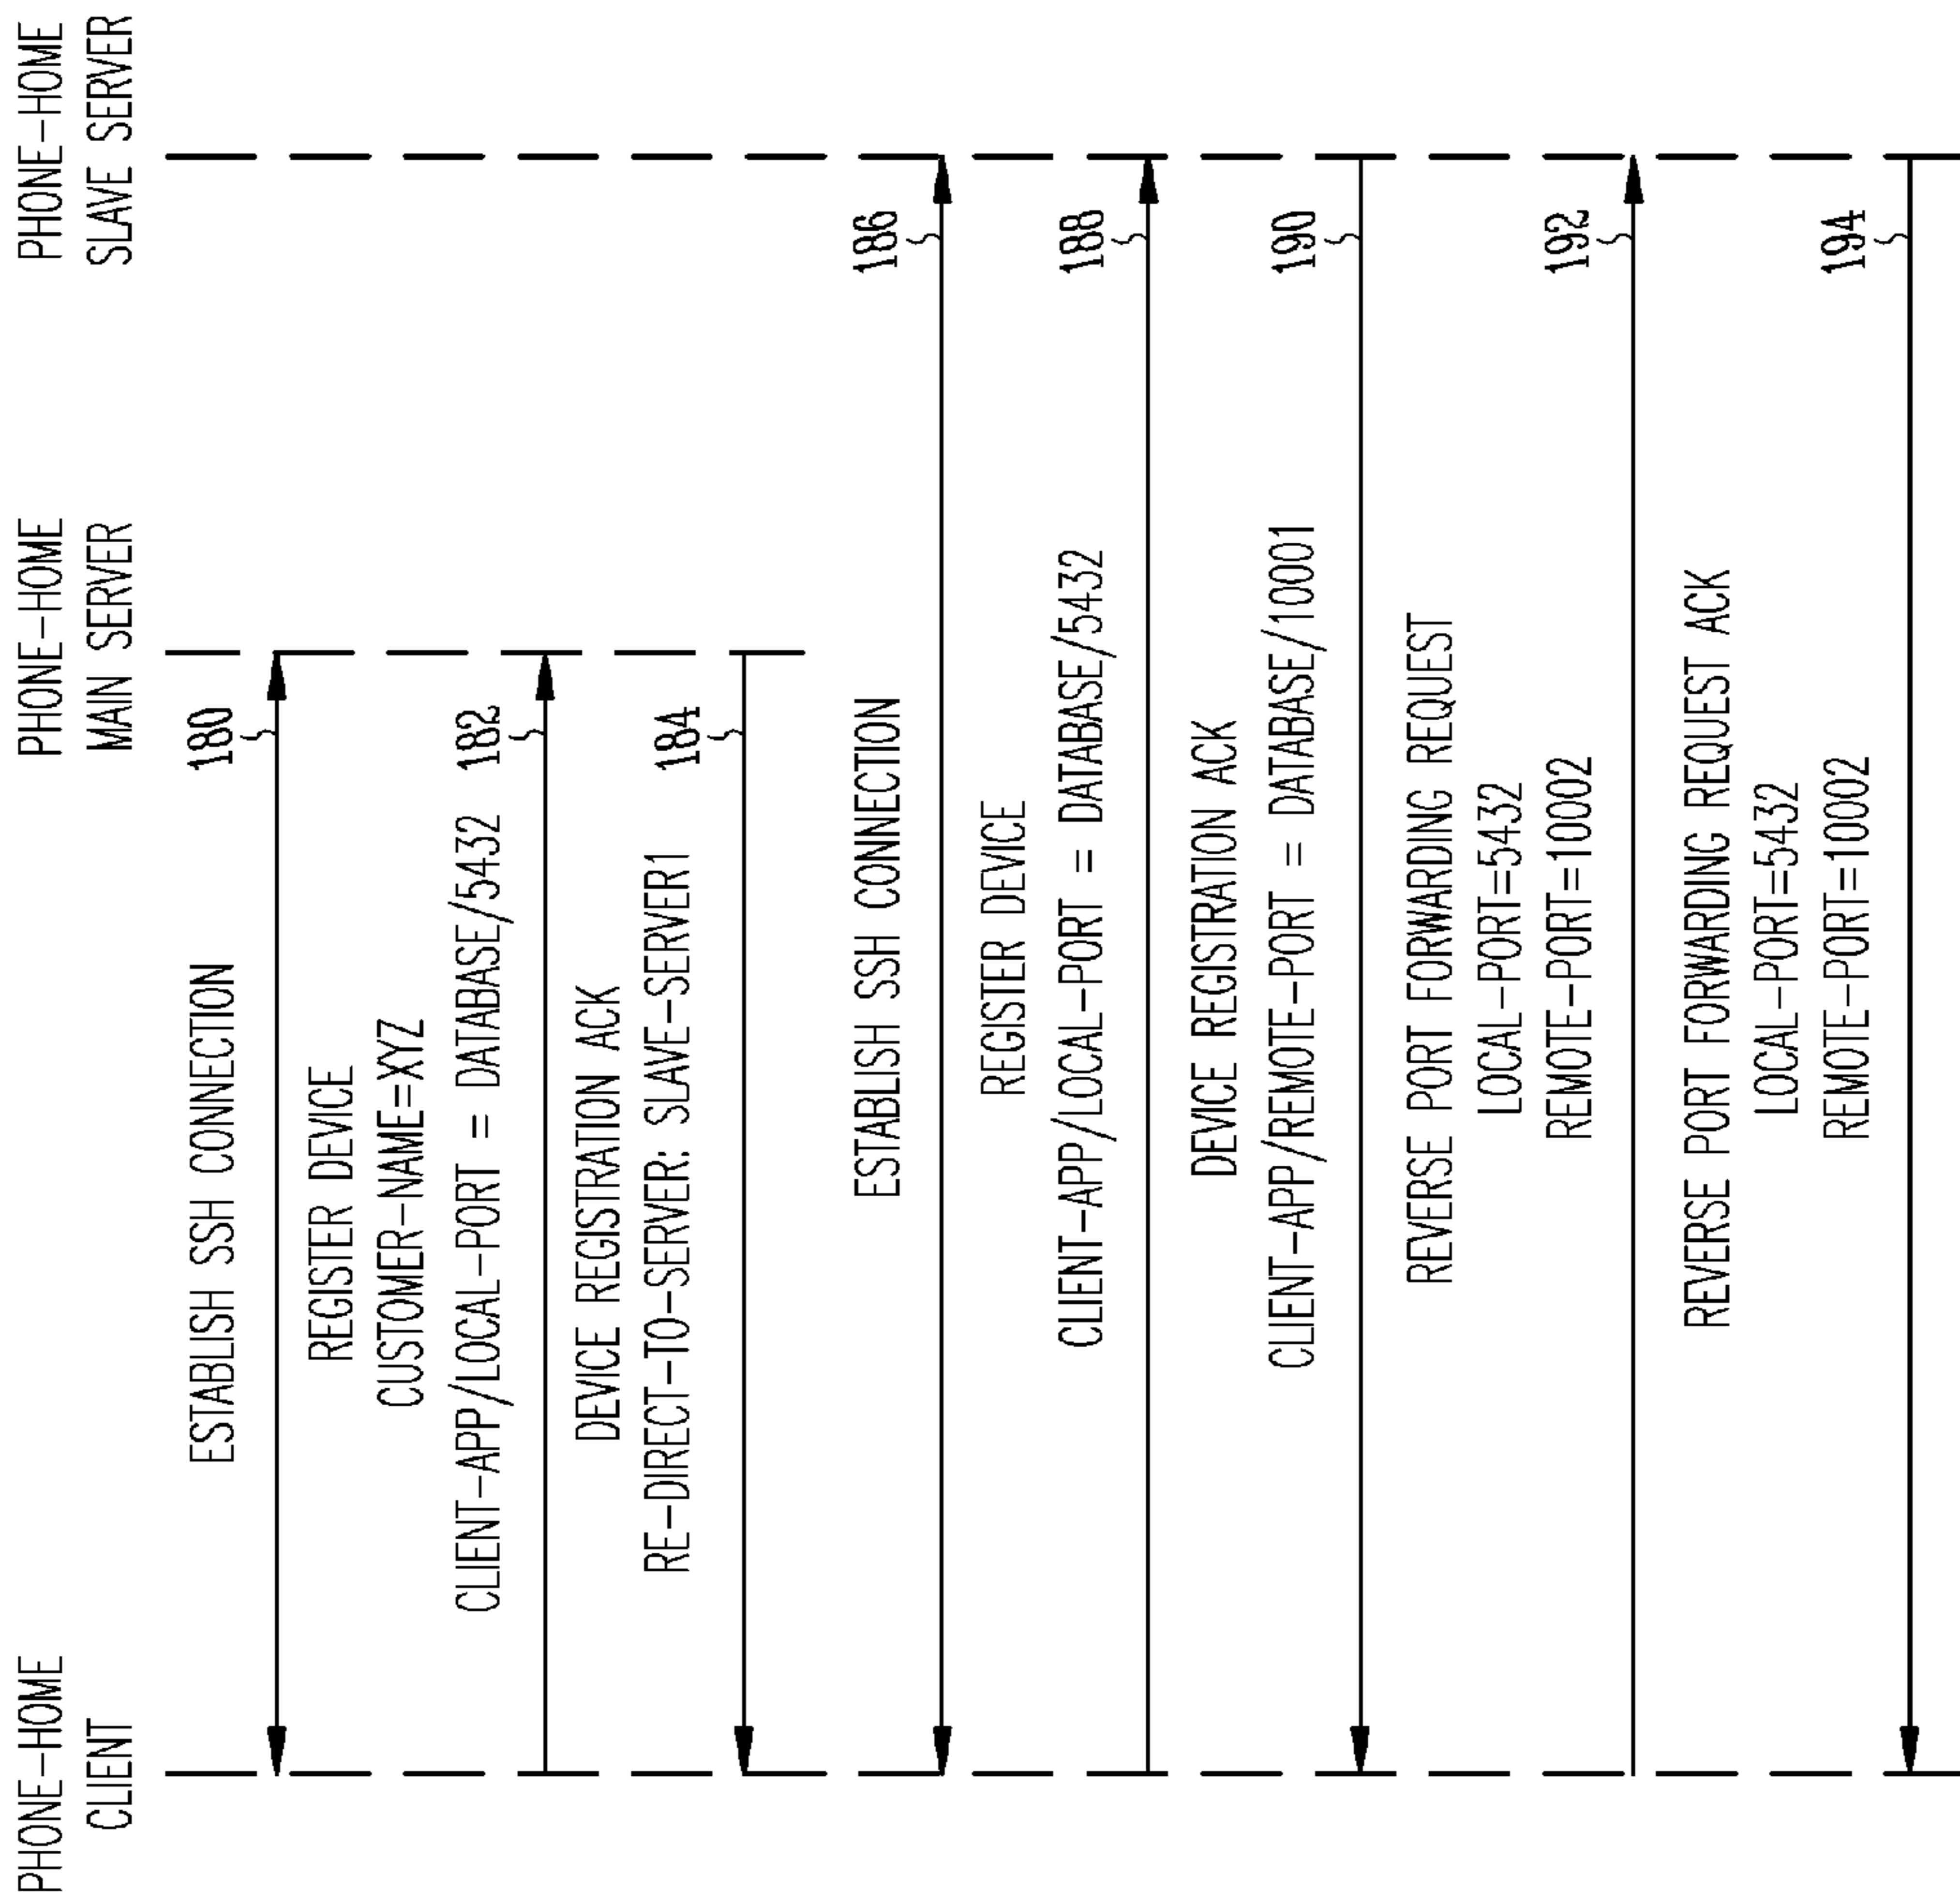 PHONE-HOME
CLIENT
PHONE-HOME
MAIN SERVER
PHONE-HOME
SLAVE SERVER
ESTABLISH SSH CONNECTION
180
REGISTER DEVICE
CUSTOMER-NAME=XYZ
CLIENT-APP/LOCAL-PORT = DATABASE/5432
182
DEVICE REGISTRATION ACK
RE-DIRECT-TO-SERVER: SLAVE-SERVER1
184
ESTABLISH SSH CONNECTION
186
REGISTER DEVICE
CLIENT-APP/LOCAL-PORT = DATABASE/5432
188
DEVICE REGISTRATION ACK
CLIENT-APP/REMOTE-PORT = DATABASE/10001
190
REVERSE PORT FORWARDING REQUEST
LOCAL-PORT=5432
REMOTE-PORT=10002
192
REVERSE PORT FORWARDING REQUEST ACK
LOCAL-PORT=5432
REMOTE-PORT=10002
194